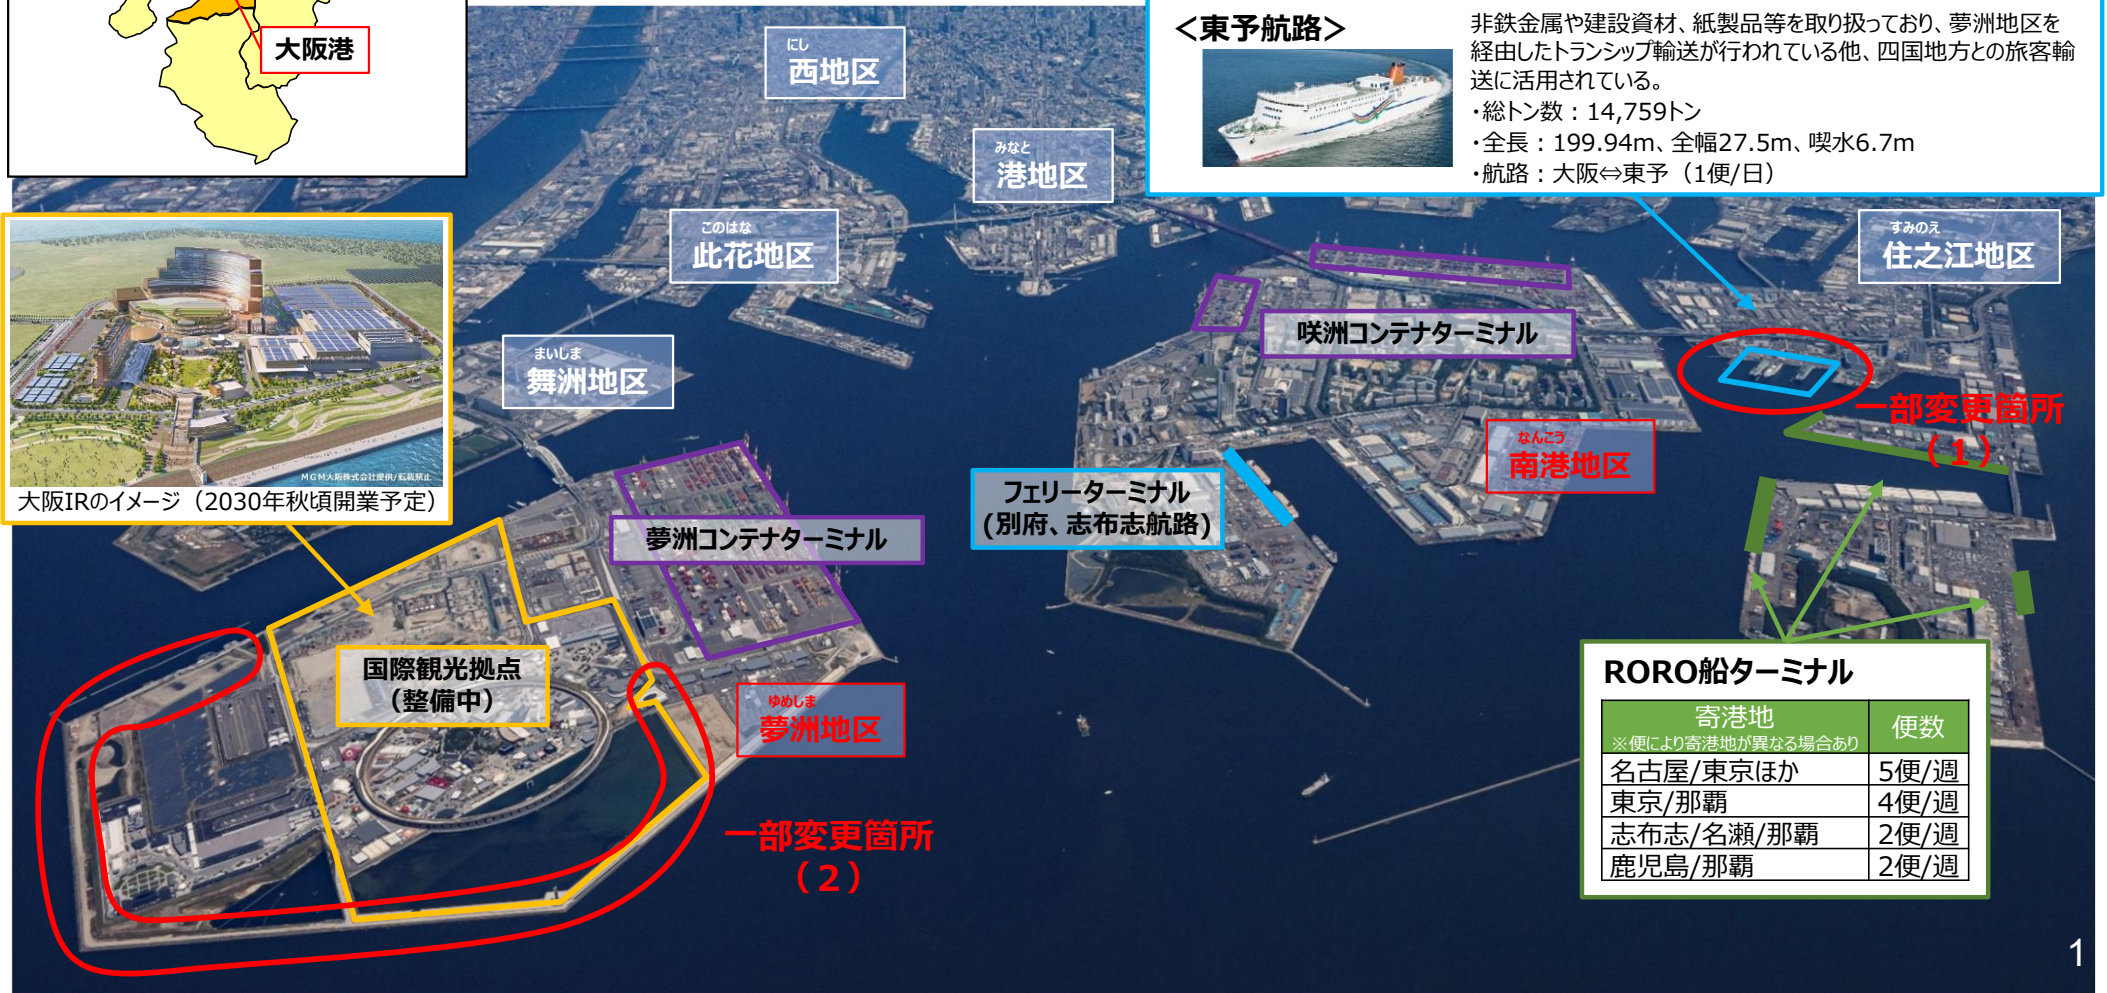 大阪港
＜東予航路＞
非鉄金属や建設資材、紙製品等を取り扱っており、夢洲地区を
経由したトランシップ輸送が行われている他、四国地方との旅客輸
送に活用されている。
・総トン数：14,759トン
・全長：199.94m、全幅27.5m、喫水6.7m
・航路：大阪⇔東予（1便/日）
にし
西地区
みなと
港地区
このはな
此花地区
すみのえ
住之江地区
まいしま
舞洲地区
咲洲コンテナターミナル
一部変更箇所
（1）
なんこう
南港地区
MGM大阪株式会社提供/転載禁止
大阪IRのイメージ（2030年秋頃開業予定）
フェリーターミナル
(別府、志布志航路)
夢洲コンテナターミナル
国際観光拠点
（整備中）
ゆめしま
夢洲地区
一部変更箇所
（2）
RORO船ターミナル
寄港地 便数
※便により寄港地が異なる場合あり
名古屋/東京ほか 5便/週
東京/那覇 4便/週
志布志/名瀬/那覇 2便/週
鹿児島/那覇 2便/週
1